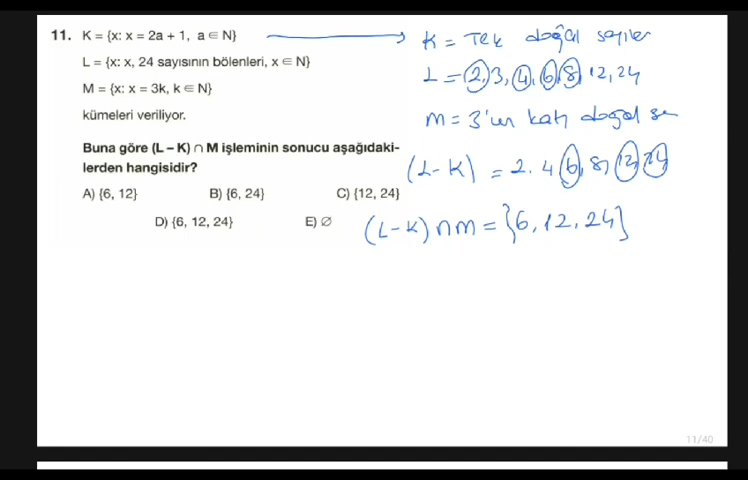 11. K = {x: x = 2a + 1, a ∈ N}
L = {x: x, 24 sayısının bölenleri, x ∈ N}
M = {x: x = 3k, k ∈ N}
kümeleri veriliyor.
Buna göre (L – K) ∩ M işleminin sonucu aşağıdaki-
lerden hangisidir?
A) {6, 12} B) {6, 24} C) {12, 24}
D) {6, 12, 24} E) ∅
K = Tek doğal sayılar
L = 2, 3, 4, 6, 8, 12, 24
M = 3'ün katı doğal
(L-K) = 2. 4 6, 8, 12, 24
(L-K) ∩ M = {6, 12, 24}
11/40